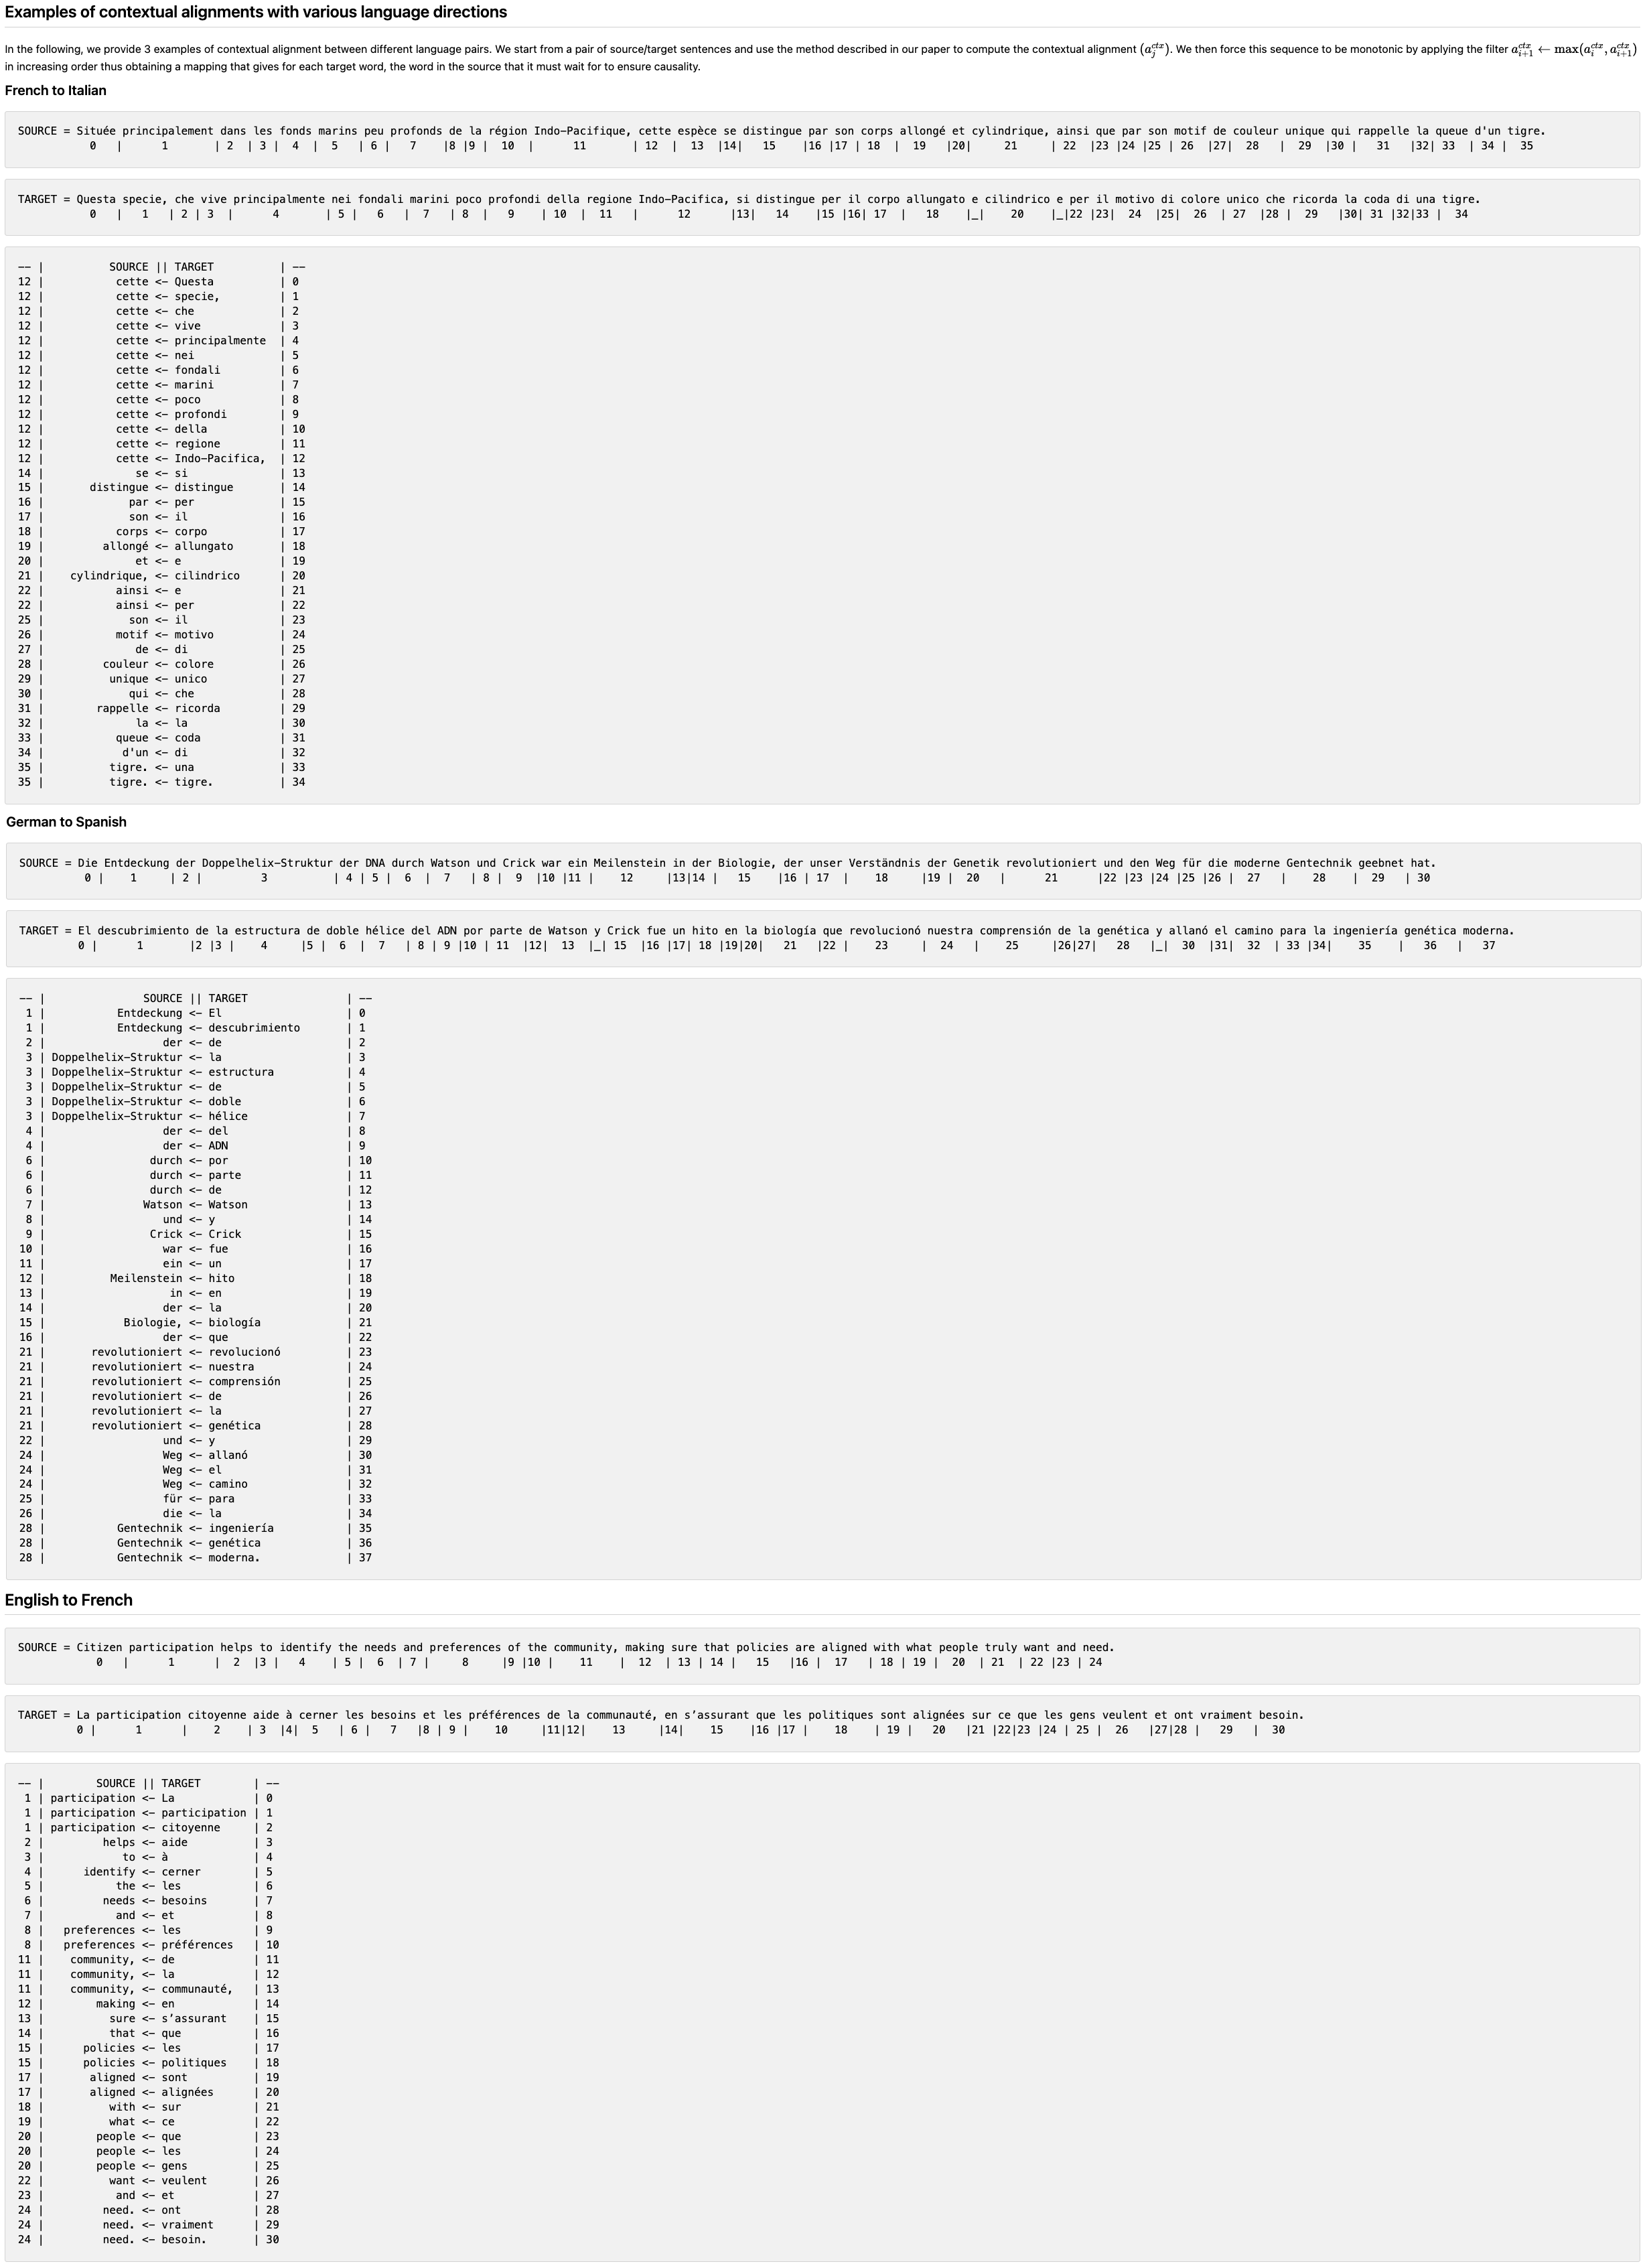 Examples of contextual alignments with various language directions
In the following, we provide 3 examples of contextual alignment between different language pairs. We start from a pair of source/target sentences and use the method described in our paper to compute the contextual alignment (a_j^{ctx}). We then force this sequence to be monotonic by applying the filter a_{i+1}^{ctx} ← max(a_i^{ctx}, a_{i+1}^{ctx})
in increasing order thus obtaining a mapping that gives for each target word, the word in the source that it must wait for to ensure causality.
French to Italian
SOURCE = Située principalement dans les fonds marins peu profonds de la région Indo-Pacifique, cette espèce se distingue par son corps allongé et cylindrique, ainsi que par son motif de couleur unique qui rappelle la queue d'un tigre.
0 | 1 | 2 | 3 | 4 | 5 | 6 | 7 |8 |9 | 10 | 11 | 12 | 13 |14| 15 |16 |17 | 18 | 19 |20| 21 | 22 |23 |24 |25 | 26 |27| 28 | 29 |30 | 31 |32| 33 | 34 | 35
TARGET = Questa specie, che vive principalmente nei fondali marini poco profondi della regione Indo-Pacifica, si distingue per il corpo allungato e cilindrico e per il motivo di colore unico che ricorda la coda di una tigre.
0 | 1 | 2 | 3 | 4 | 5 | 6 | 7 | 8 | 9 | 10 | 11 | 12 |13| 14 |15 |16| 17 | 18 |_| 20 |_|22 |23| 24 |25| 26 | 27 |28 | 29 |30| 31 |32|33 | 34
-- | SOURCE || TARGET | --
12 | cette <- Questa | 0
12 | cette <- specie, | 1
12 | cette <- che | 2
12 | cette <- vive | 3
12 | cette <- principalmente | 4
12 | cette <- nei | 5
12 | cette <- fondali | 6
12 | cette <- marini | 7
12 | cette <- poco | 8
12 | cette <- profondi | 9
12 | cette <- della | 10
12 | cette <- regione | 11
12 | cette <- Indo-Pacifica, | 12
14 | se <- si | 13
15 | distingue <- distingue | 14
16 | par <- per | 15
17 | son <- il | 16
18 | corps <- corpo | 17
19 | allongé <- allungato | 18
20 | et <- e | 19
21 | cylindrique, <- cilindrico | 20
22 | ainsi <- e | 21
22 | ainsi <- per | 22
25 | son <- il | 23
26 | motif <- motivo | 24
27 | de <- di | 25
28 | couleur <- colore | 26
29 | unique <- unico | 27
30 | qui <- che | 28
31 | rappelle <- ricorda | 29
32 | la <- la | 30
33 | queue <- coda | 31
34 | d'un <- di | 32
35 | tigre. <- una | 33
35 | tigre. <- tigre. | 34
German to Spanish
SOURCE = Die Entdeckung der Doppelhelix-Struktur der DNA durch Watson und Crick war ein Meilenstein in der Biologie, der unser Verständnis der Genetik revolutioniert und den Weg für die moderne Gentechnik geebnet hat.
0 | 1 | 2 | 3 | 4 | 5 | 6 | 7 | 8 | 9 |10 |11 | 12 |13|14 | 15 |16 | 17 | 18 |19 | 20 | 21 |22 |23 |24 |25 |26 | 27 | 28 | 29 | 30
TARGET = El descubrimiento de la estructura de doble hélice del ADN por parte de Watson y Crick fue un hito en la biología que revolucionó nuestra comprensión de la genética y allanó el camino para la ingeniería genética moderna.
0 | 1 |2 |3 | 4 |5 | 6 | 7 | 8 | 9 |10 | 11 |12| 13 |_| 15 |16 |17| 18 |19|20| 21 |22 | 23 | 24 | 25 |26|27| 28 |_| 30 |31| 32 | 33 |34| 35 | 36 | 37
-- | SOURCE || TARGET | --
1 | Entdeckung <- El | 0
1 | Entdeckung <- descubrimiento | 1
2 | der <- de | 2
3 | Doppelhelix-Struktur <- la | 3
3 | Doppelhelix-Struktur <- estructura | 4
3 | Doppelhelix-Struktur <- de | 5
3 | Doppelhelix-Struktur <- doble | 6
3 | Doppelhelix-Struktur <- hélice | 7
4 | der <- del | 8
4 | der <- ADN | 9
6 | durch <- por | 10
6 | durch <- parte | 11
6 | durch <- de | 12
7 | Watson <- Watson | 13
8 | und <- y | 14
9 | Crick <- Crick | 15
10 | war <- fue | 16
11 | ein <- un | 17
12 | Meilenstein <- hito | 18
13 | in <- en | 19
14 | der <- la | 20
15 | Biologie, <- biología | 21
16 | der <- que | 22
21 | revolutioniert <- revolucionó | 23
21 | revolutioniert <- nuestra | 24
21 | revolutioniert <- comprensión | 25
21 | revolutioniert <- de | 26
21 | revolutioniert <- la | 27
21 | revolutioniert <- genética | 28
22 | und <- y | 29
24 | Weg <- allanó | 30
24 | Weg <- el | 31
24 | Weg <- camino | 32
25 | für <- para | 33
26 | die <- la | 34
28 | Gentechnik <- ingeniería | 35
28 | Gentechnik <- genética | 36
28 | Gentechnik <- moderna. | 37
English to French
SOURCE = Citizen participation helps to identify the needs and preferences of the community, making sure that policies are aligned with what people truly want and need.
0 | 1 | 2 |3 | 4 | 5 | 6 | 7 | 8 |9 |10 | 11 | 12 | 13 | 14 | 15 |16 | 17 | 18 | 19 | 20 | 21 | 22 |23 | 24
TARGET = La participation citoyenne aide à cerner les besoins et les préférences de la communauté, en s’assurant que les politiques sont alignées sur ce que les gens veulent et ont vraiment besoin.
0 | 1 | 2 | 3 |4| 5 | 6 | 7 |8 | 9 | 10 |11|12| 13 |14| 15 |16 |17 | 18 | 19 | 20 |21 |22|23 |24 | 25 | 26 |27|28 | 29 | 30
-- | SOURCE || TARGET | --
1 | participation <- La | 0
1 | participation <- participation | 1
1 | participation <- citoyenne | 2
2 | helps <- aide | 3
3 | to <- à | 4
4 | identify <- cerner | 5
5 | the <- les | 6
6 | needs <- besoins | 7
7 | and <- et | 8
8 | preferences <- les | 9
8 | preferences <- préférences | 10
11 | community, <- de | 11
11 | community, <- la | 12
11 | community, <- communauté, | 13
12 | making <- en | 14
13 | sure <- s’assurant | 15
14 | that <- que | 16
15 | policies <- les | 17
15 | policies <- politiques | 18
17 | aligned <- sont | 19
17 | aligned <- alignées | 20
18 | with <- sur | 21
19 | what <- ce | 22
20 | people <- que | 23
20 | people <- les | 24
20 | people <- gens | 25
22 | want <- veulent | 26
23 | and <- et | 27
24 | need. <- ont | 28
24 | need. <- vraiment | 29
24 | need. <- besoin. | 30